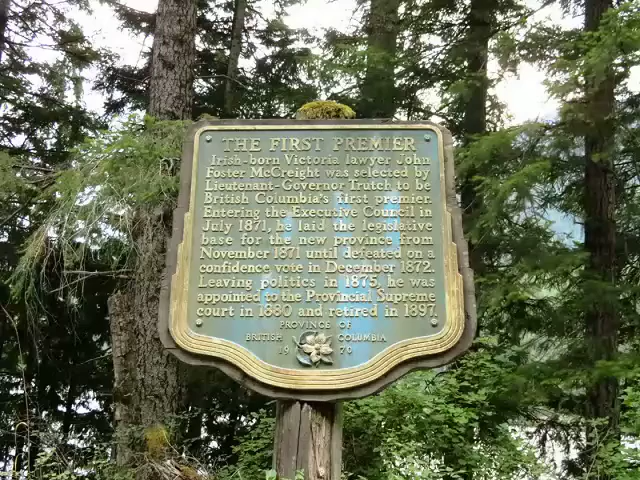 THE FIRST PREMIER
Irish-born Victoria lawyer John
Foster McCreight was selected by
Lieutenant-Governor Trutch to be
British Columbia's first premier.
Entering the Executive Council in
July 1871, he laid the legislative
base for the new province from
November 1871 until defeated on a
confidence vote in December 1872.
Leaving politics in 1875, he was
appointed to the Provincial Supreme
court in 1880 and retired in 1897.
PROVINCE OF
BRITISH COLUMBIA
19 70